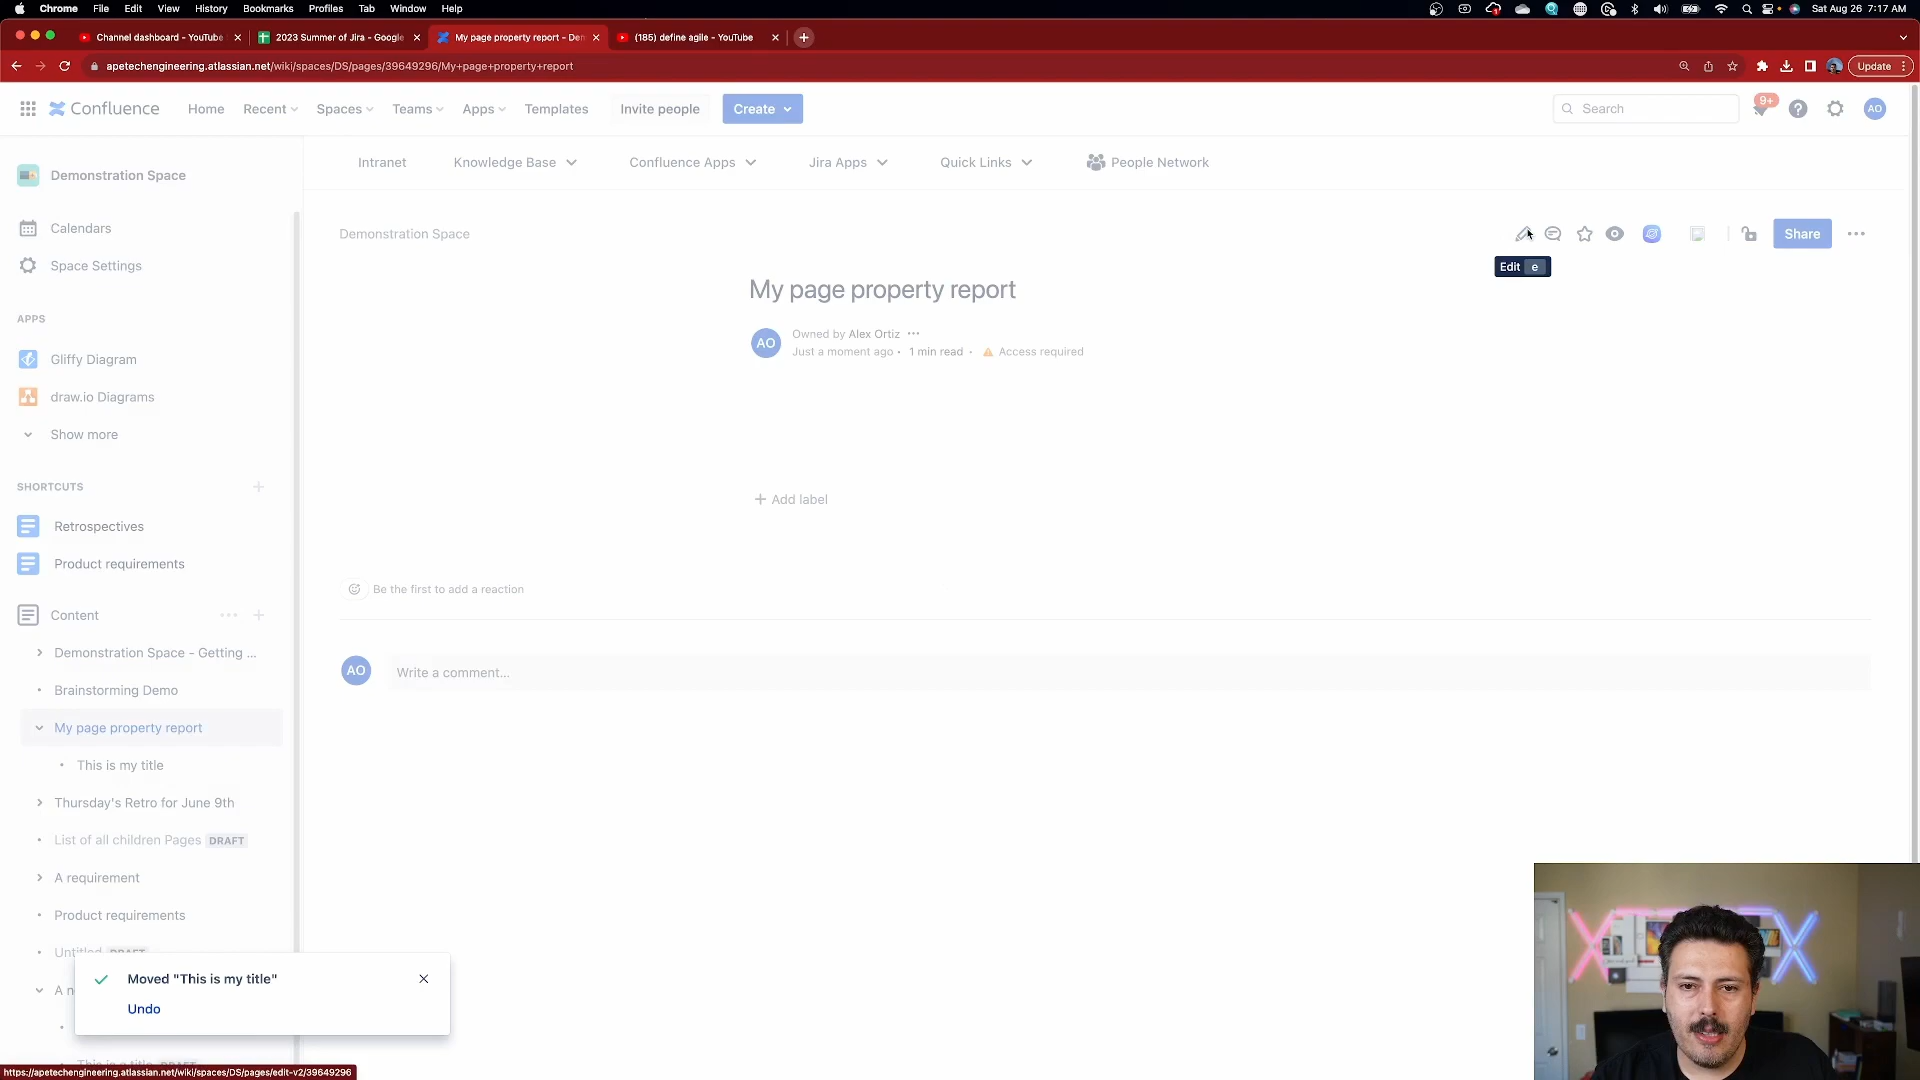 Chrome File Edit View History Bookmarks Profiles Tab Window Help
Sat Aug 26 7:17 AM
Channel dashboard - YouTube
2023 Summer of Jira - Google
My page property report - Den
(185) define agile - YouTube
apetechengineering.atlassian.net/wiki/spaces/DS/pages/39649296/My+page+property+report
Update
Confluence
Home
Recent
Spaces
Teams
Apps
Templates
Invite people
Create
Search
9+
AO
Intranet
Knowledge Base
Confluence Apps
Jira Apps
Quick Links
People Network
Demonstration Space
Calendars
Space Settings
APPS
Gliffy Diagram
draw.io Diagrams
Show more
SHORTCUTS
Retrospectives
Product requirements
Content
Demonstration Space - Getting ...
Brainstorming Demo
My page property report
This is my title
Thursday's Retro for June 9th
List of all children Pages DRAFT
A requirement
Product requirements
Untitled DRAFT
A n
This is a title DRAFT
Demonstration Space
Share
Edit e
My page property report
AO
Owned by Alex Ortiz
Just a moment ago • 1 min read • Access required
Add label
Be the first to add a reaction
AO
Write a comment...
Moved "This is my title"
Undo
https://apetechengineering.atlassian.net/wiki/spaces/DS/pages/edit-v2/39649296